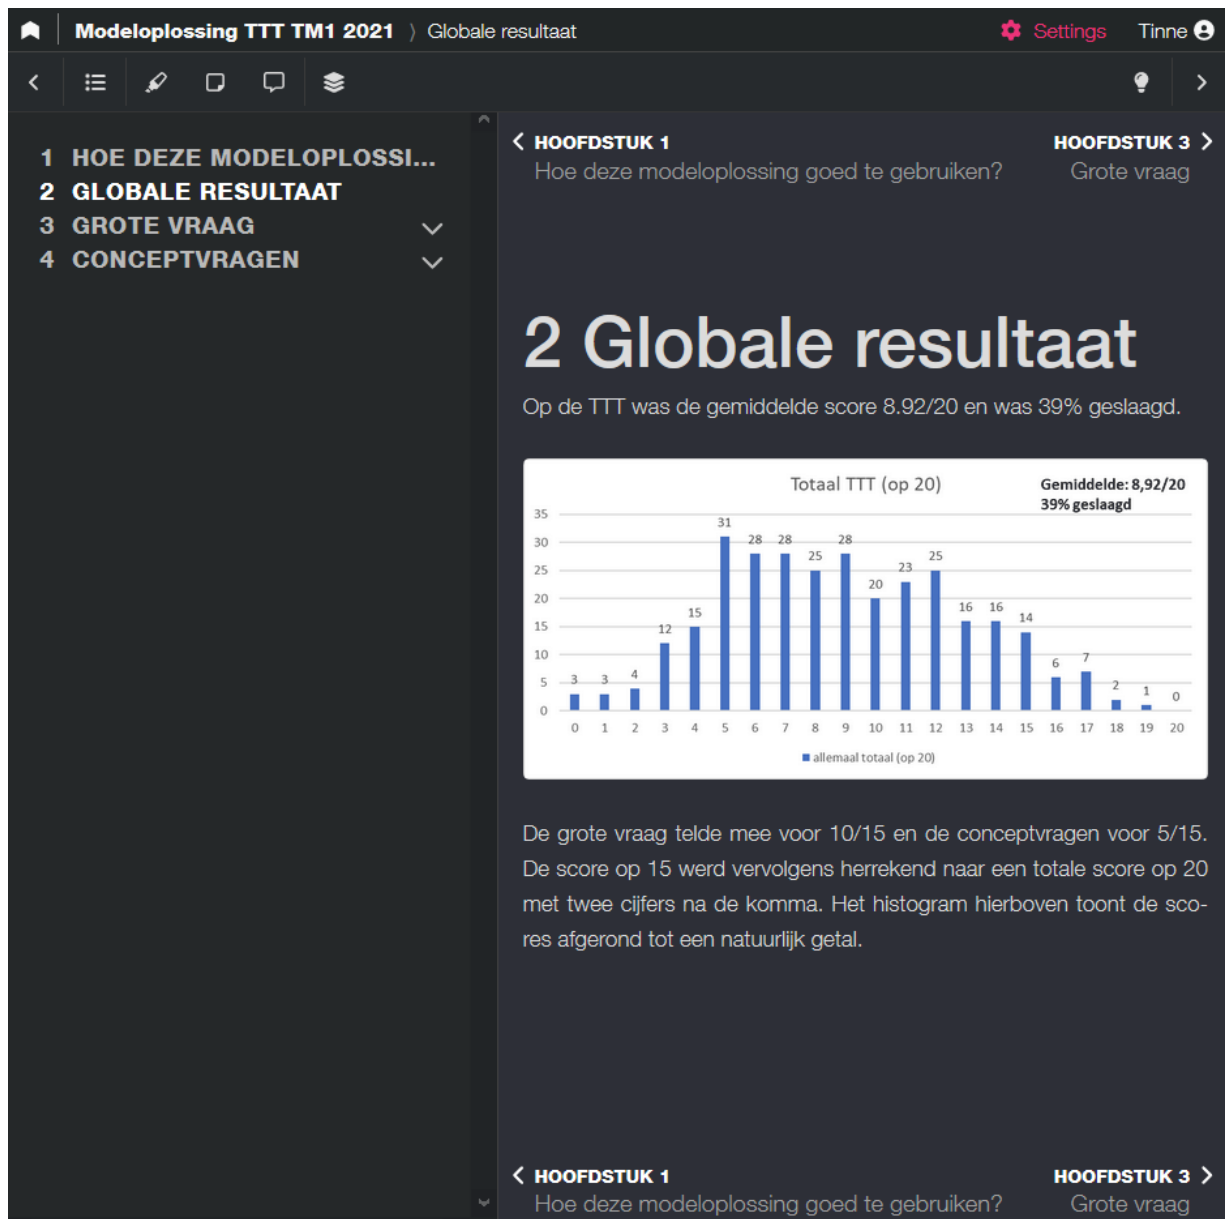 Modeloplossing TTT TM1 2021 ⟩ Globale resultaat
Settings
Tinne
1 HOE DEZE MODELOPLOSSI...
2 GLOBALE RESULTAAT
3 GROTE VRAAG
4 CONCEPTVRAGEN
HOOFDSTUK 1
Hoe deze modeloplossing goed te gebruiken?
HOOFDSTUK 3
Grote vraag
2 Globale resultaat
Op de TTT was de gemiddelde score 8.92/20 en was 39% geslaagd.
Totaal TTT (op 20)
Gemiddelde: 8,92/20
39% geslaagd
35
30
25
20
15
10
5
0
3 3 4 12 15 31 28 28 25 28 20 23 25 16 16 14 6 7 2 1 0
0 1 2 3 4 5 6 7 8 9 10 11 12 13 14 15 16 17 18 19 20
allemaal totaal (op 20)
De grote vraag telde mee voor 10/15 en de conceptvragen voor 5/15.
De score op 15 werd vervolgens herrekend naar een totale score op 20
met twee cijfers na de komma. Het histogram hierboven toont de sco-
res afgerond tot een natuurlijk getal.
HOOFDSTUK 1
Hoe deze modeloplossing goed te gebruiken?
HOOFDSTUK 3
Grote vraag